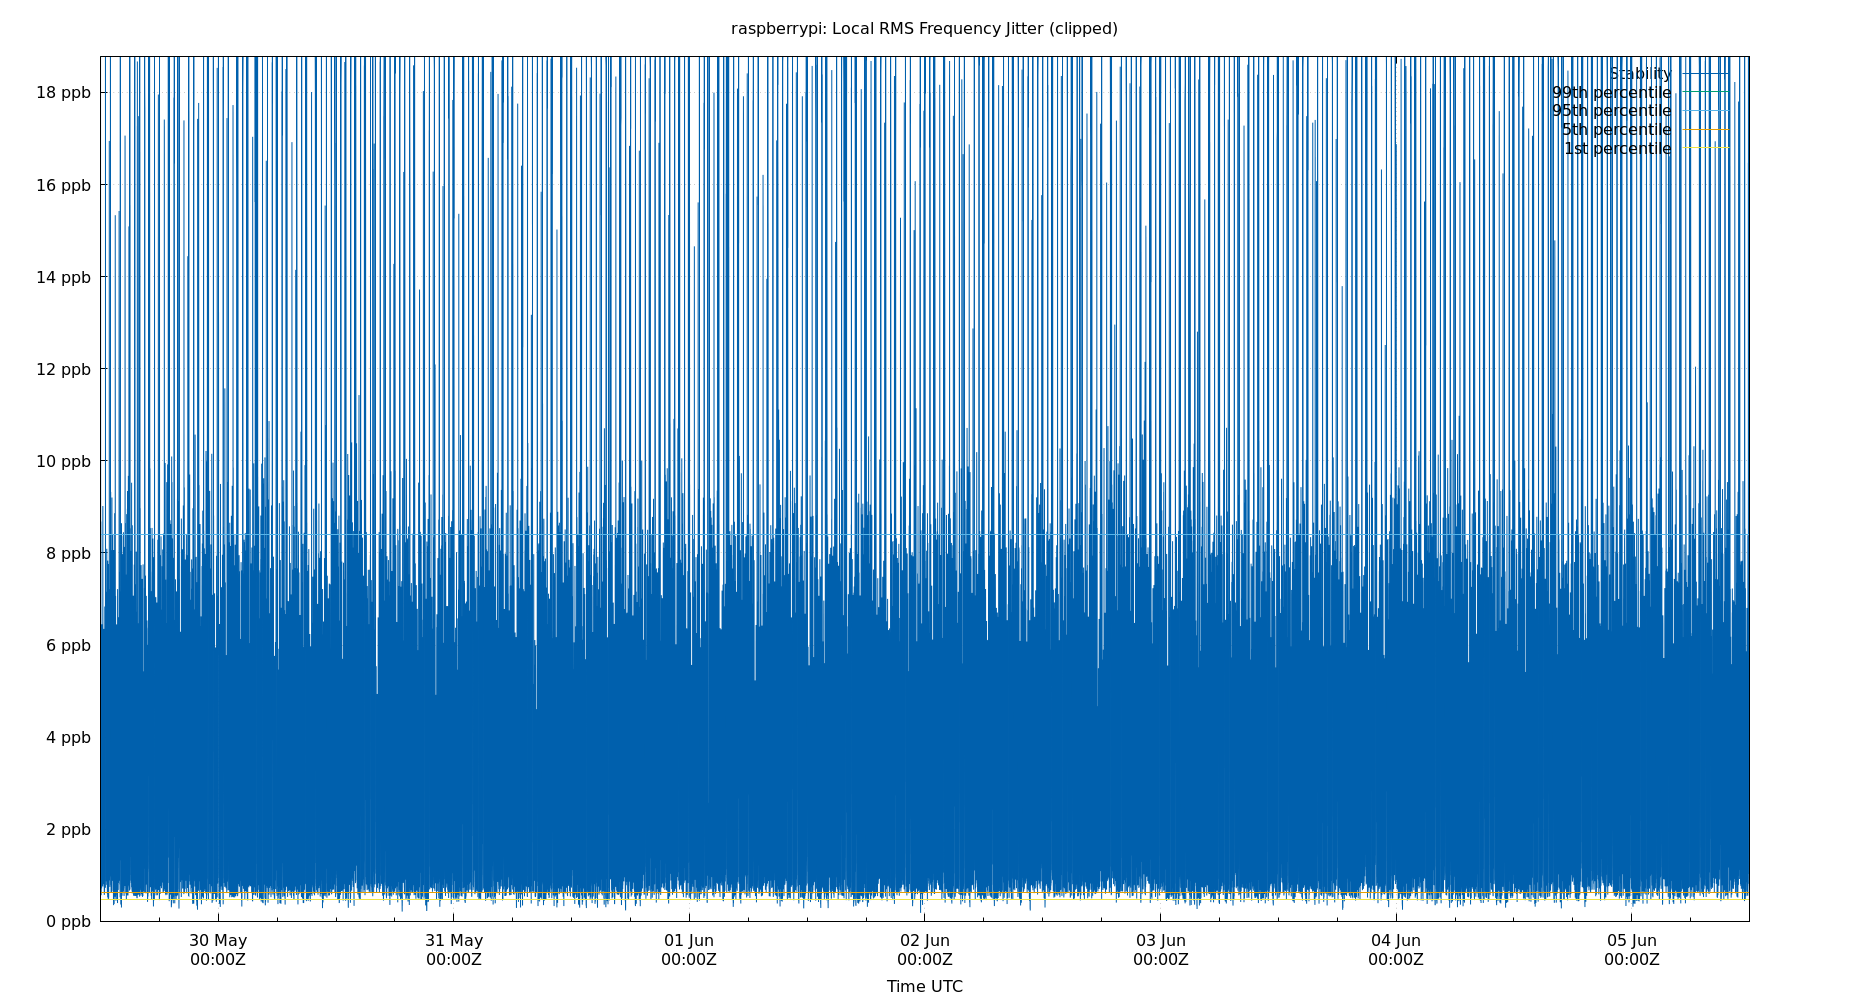 raspberrypi: Local RMS Frequency Jitter (clipped)
Stability
99th percentile
95th percentile
5th percentile
1st percentile
18 ppb
16 ppb
14 ppb
12 ppb
10 ppb
8 ppb
6 ppb
4 ppb
2 ppb
0 ppb
30 May
00:00Z
31 May
00:00Z
01 Jun
00:00Z
02 Jun
00:00Z
03 Jun
00:00Z
04 Jun
00:00Z
05 Jun
00:00Z
Time UTC